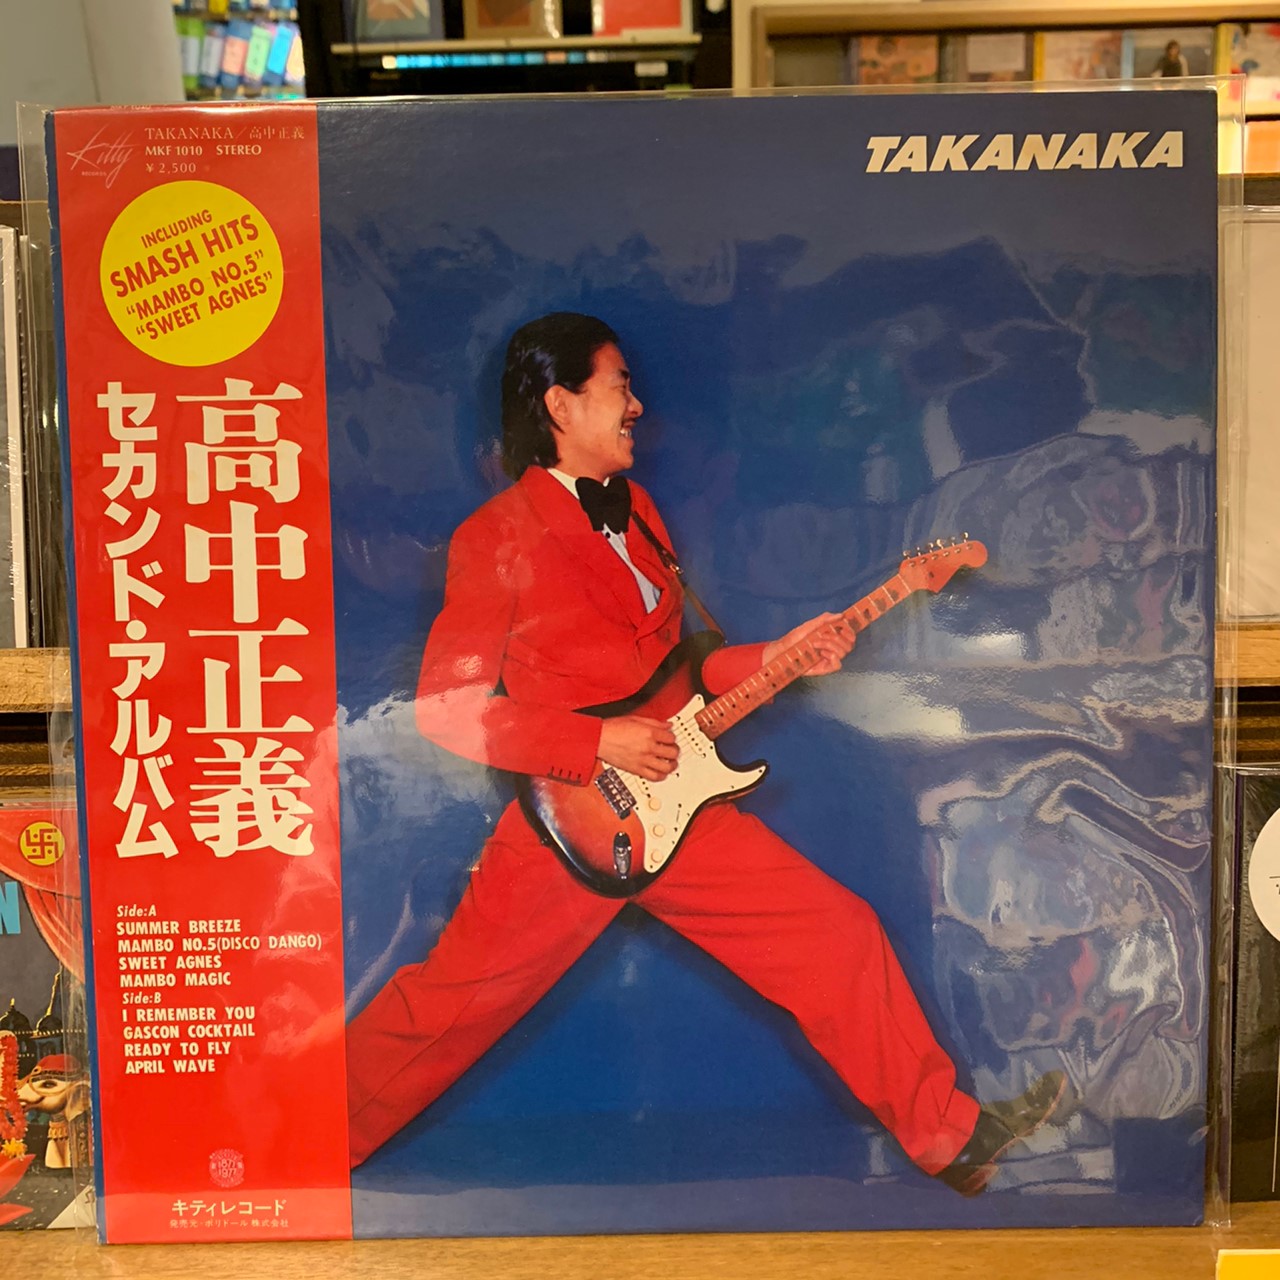 Kitty
TAKANAKA/高中正義
MKF 1010 STEREO
¥2,500
INCLUDING
SMASH HITS
"MAMBO NO.5"
"SWEET AGNES"
高中正義
セカンド・アルバム
Side:A
SUMMER BREEZE
MAMBO NO.5(DISCO DANGO)
SWEET AGNES
MAMBO MAGIC
Side:B
I REMEMBER YOU
GASCON COCKTAIL
READY TO FLY
APRIL WAVE
キティレコード
発売元・ポリドール株式会社
TAKANAKA